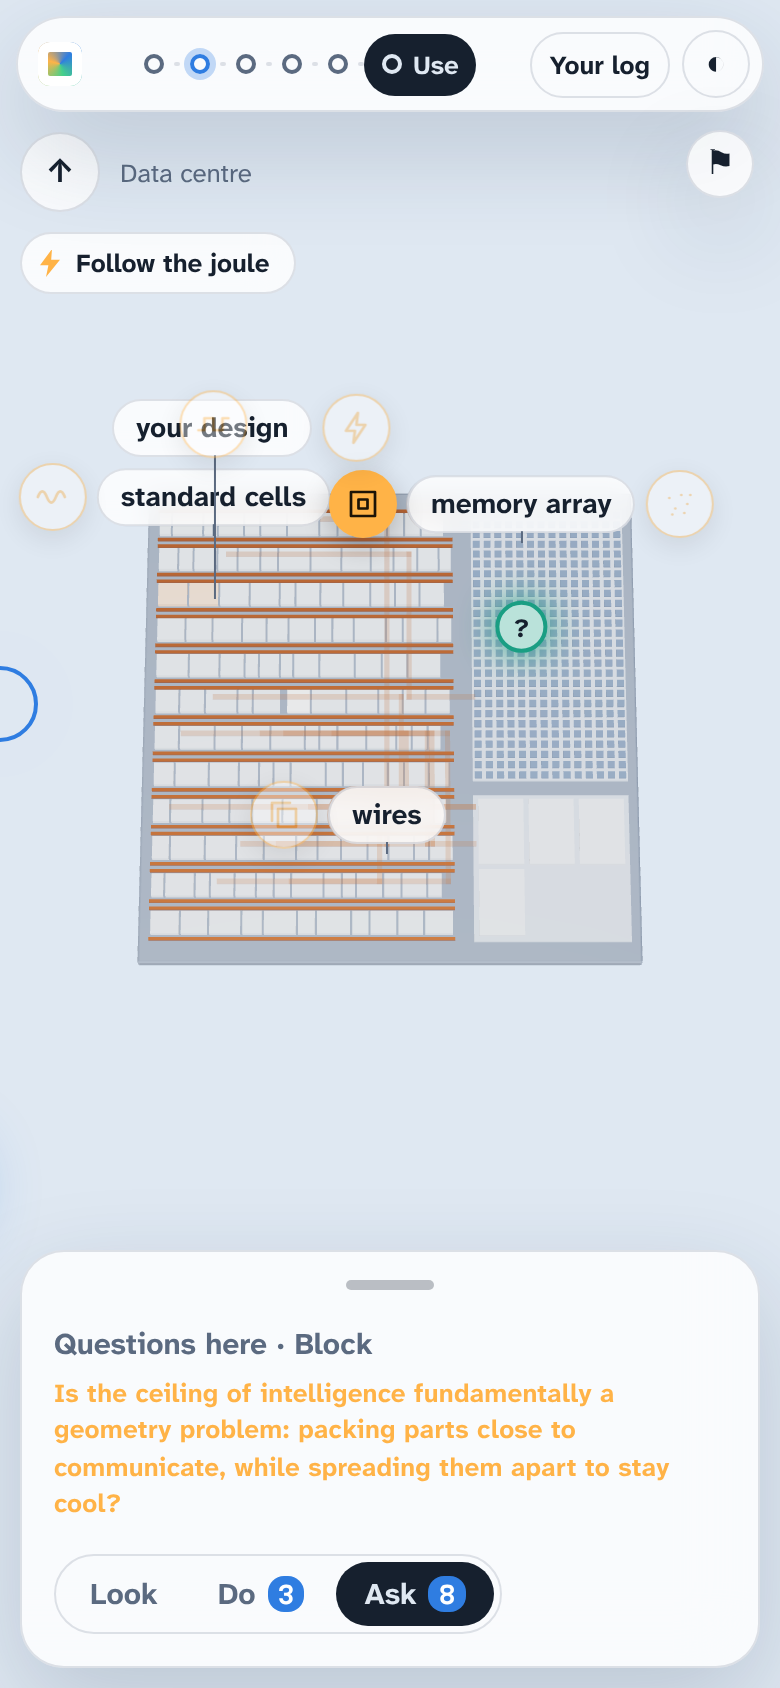 Use
Your log
Data centre
Follow the joule
your design
standard cells
memory array
?
wires
Questions here · Block
Is the ceiling of intelligence fundamentally a
geometry problem: packing parts close to
communicate, while spreading them apart to stay
cool?
Look
Do 3
Ask 8